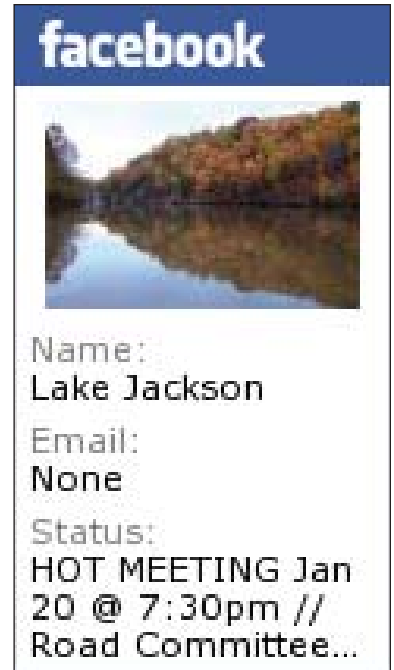 facebook
Name:
Lake Jackson
Email:
None
Status:
HOT MEETING Jan
20 @ 7:30pm //
Road Committee...